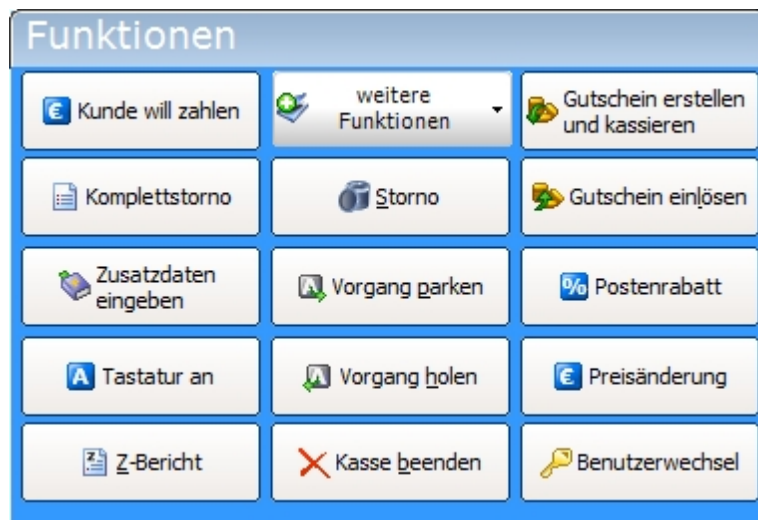 Funktionen
Kunde will zahlen
weitere
Funktionen
Gutschein erstellen
und kassieren
Komplettstorno
Storno
Gutschein einlösen
Zusatzdaten
eingeben
Vorgang parken
% Postenrabatt
A Tastatur an
Vorgang holen
€ Preisänderung
Z-Bericht
Kasse beenden
Benutzerwechsel